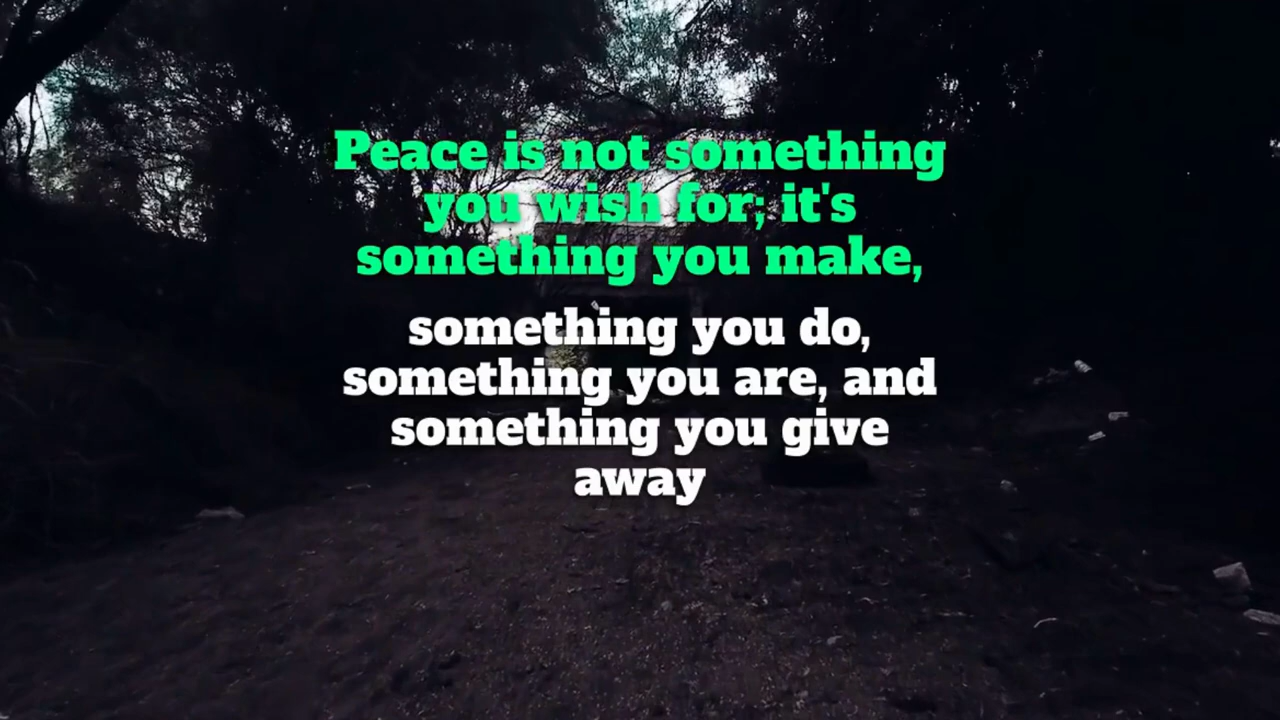 Peace is not something
you wish for; it's
something you make,
something you do,
something you are, and
something you give
away